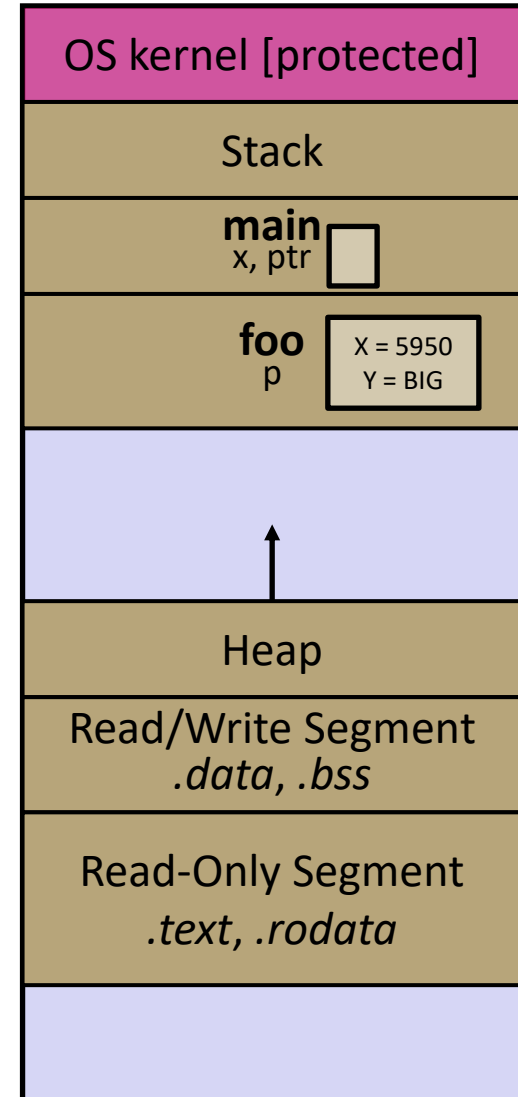 OS kernel [protected]
Stack
main
x, ptr
foo
p
X = 5950
Y = BIG
Heap
Read/Write Segment
.data, .bss
Read-Only Segment
.text, .rodata